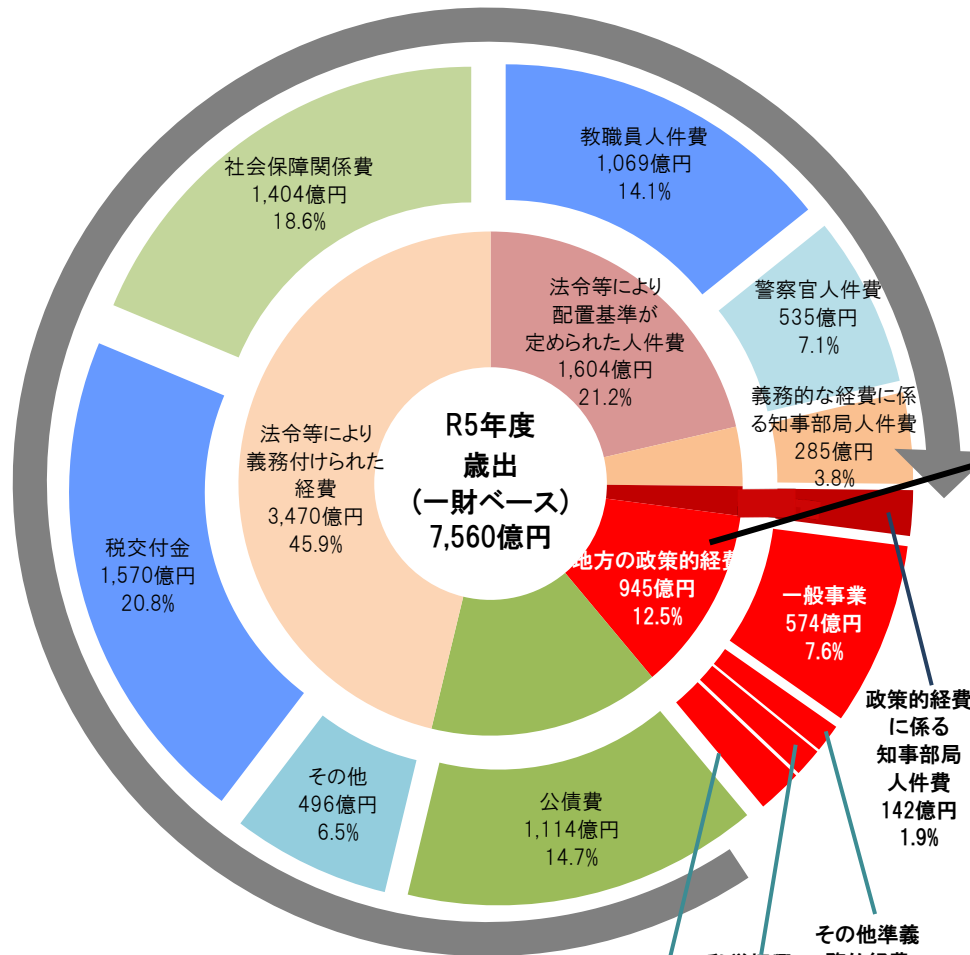 社会保障関係費
1,404億円
18.6%
教職員人件費
1,069億円
14.1%
警察官人件費
535億円
7.1%
義務的な経費に係
る知事部局人件費
285億円
3.8%
法令等により
配置基準が
定められた人件費
1,604億円
21.2%
法令等により
義務付けられた
経費
3,470億円
45.9%
R5年度
歳出
(一財ベース)
7,560億円
地方の政策的経費
945億円
12.5%
一般事業
574億円
7.6%
政策的経費
に係る
知事部局
人件費
142億円
1.9%
税交付金
1,570億円
20.8%
その他
496億円
6.5%
公債費
1,114億円
14.7%
その他準義